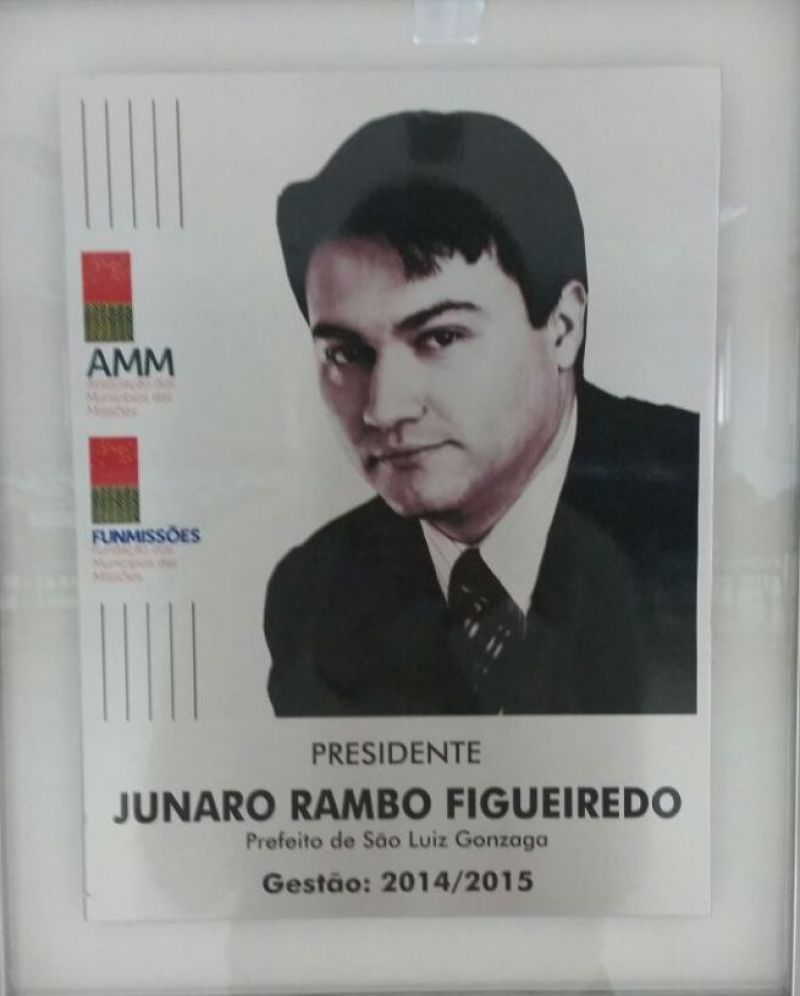 AMM
Associação dos
Municípios das
Missões
FUNMISSÕES
Fundação dos
Municípios das
Missões
PRESIDENTE
JUNARO RAMBO FIGUEIREDO
Prefeito de São Luiz Gonzaga
Gestão: 2014/2015